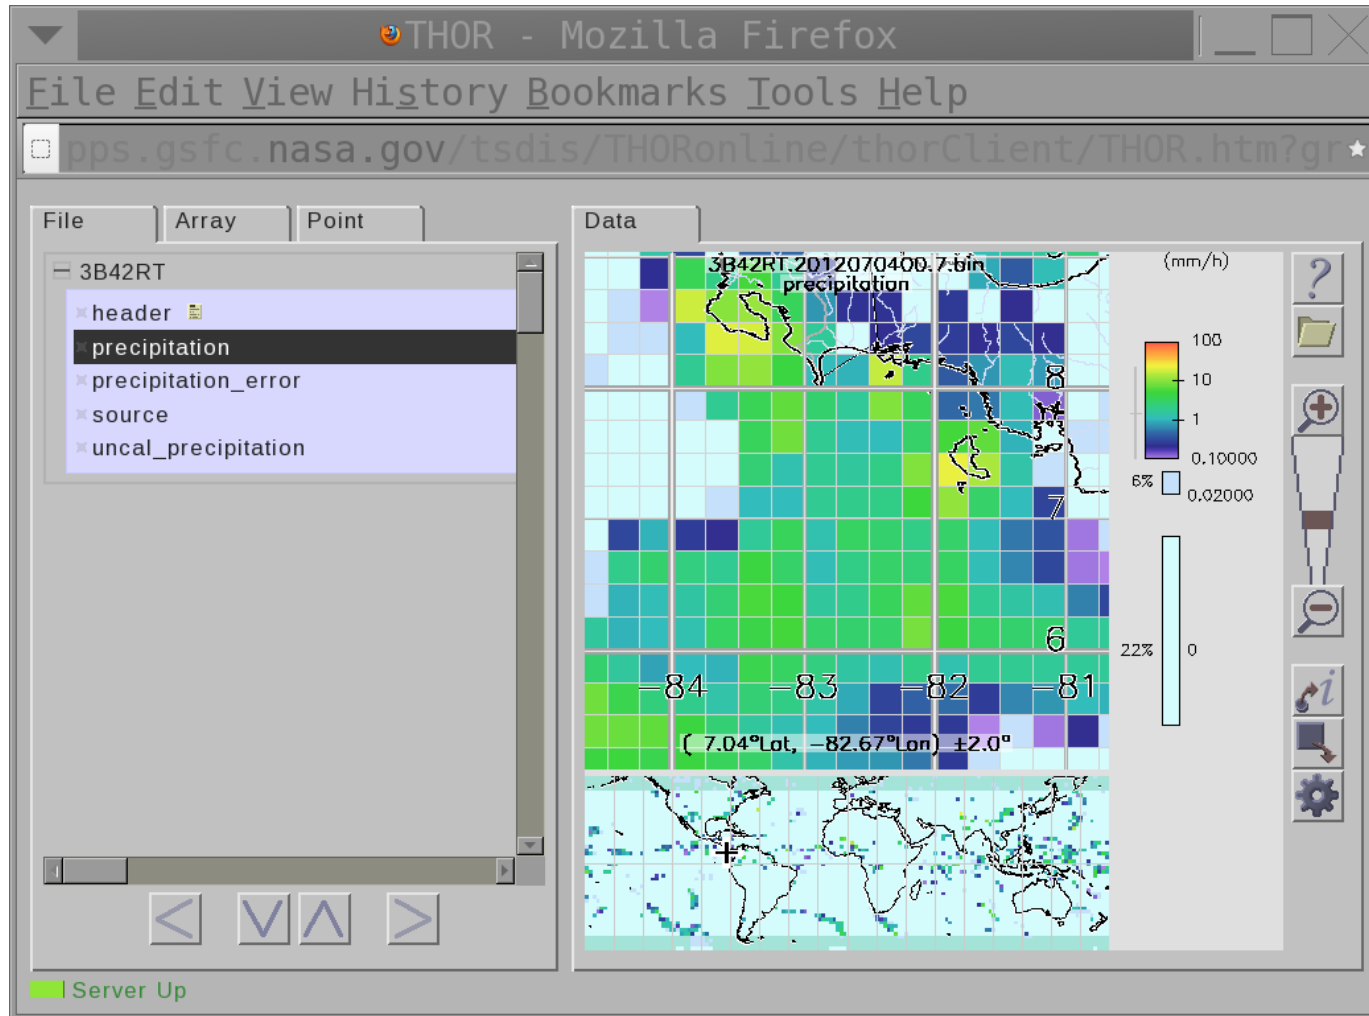 THOR - Mozilla Firefox
File Edit View History Bookmarks Tools Help
pps.gsfc.nasa.gov/tsdis/THORonline/thorClient/THOR.htm?gr
File Array Point
3B42RT
header
precipitation
precipitation_error
source
uncal_precipitation
Server Up
Data
3B42RT.2012070400.7.bin
precipitation
8
7
6
-84 -83 -82 -81
( 7.04°Lat, -82.67°Lon) ±2.0°
(mm/h)
100
10
1
0.10000
6% 0.02000
22% 0
?
i